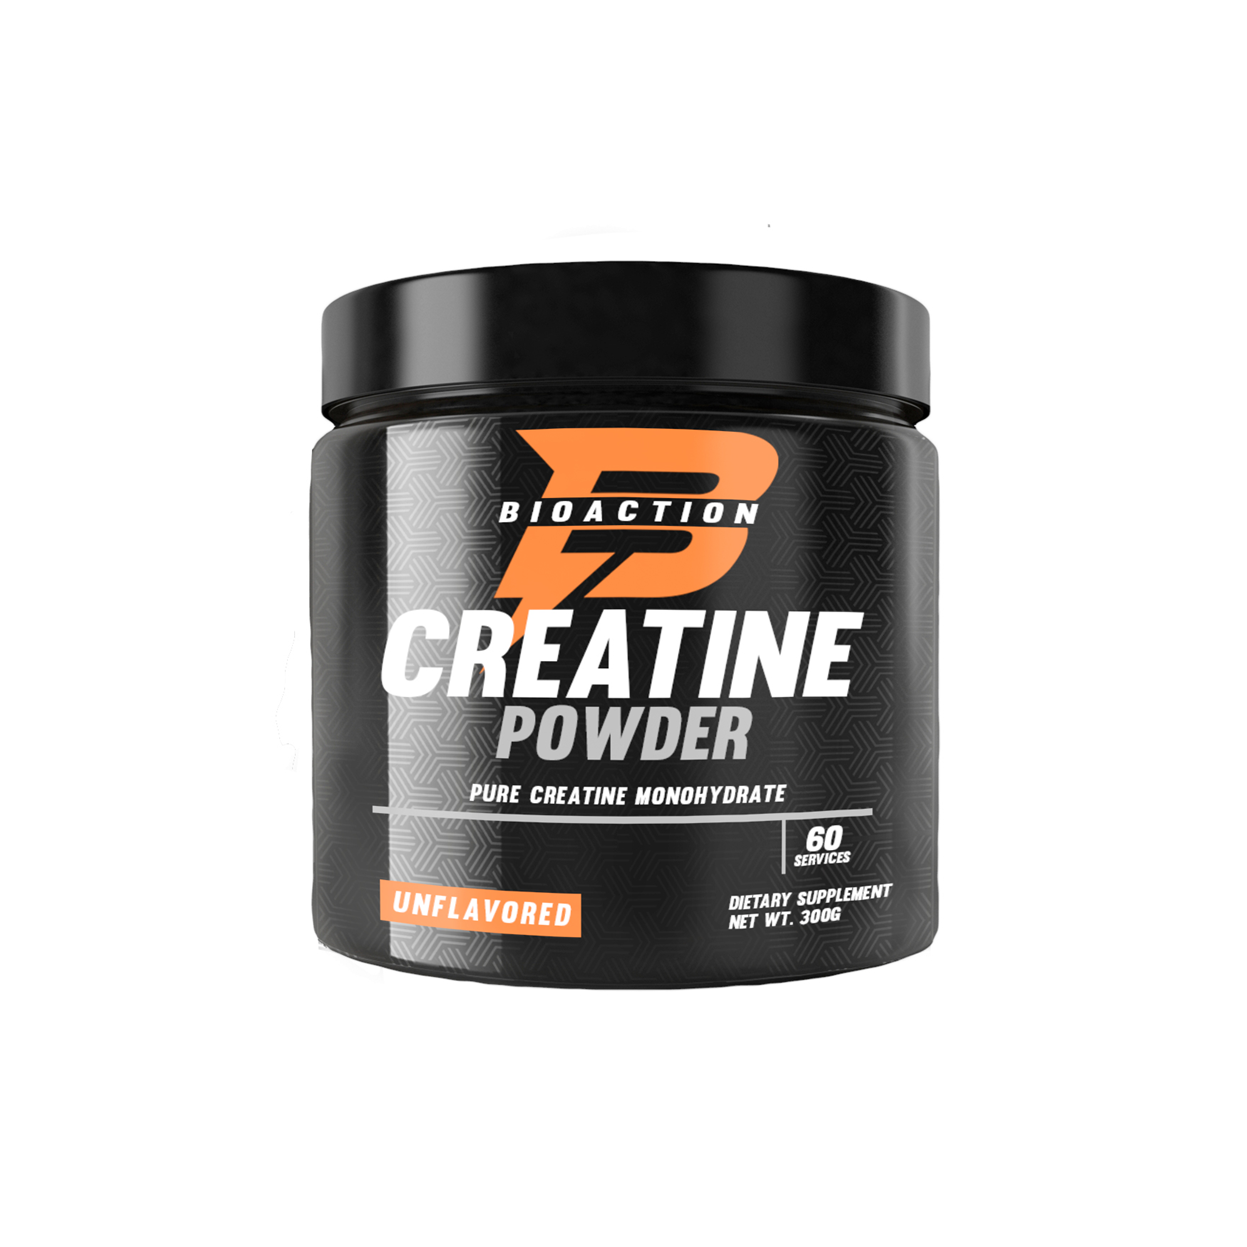 BIOACTION
CREATINE
POWDER
PURE CREATINE MONOHYDRATE
60
SERVICES
UNFLAVORED
DIETARY SUPPLEMENT
NET WT. 300G